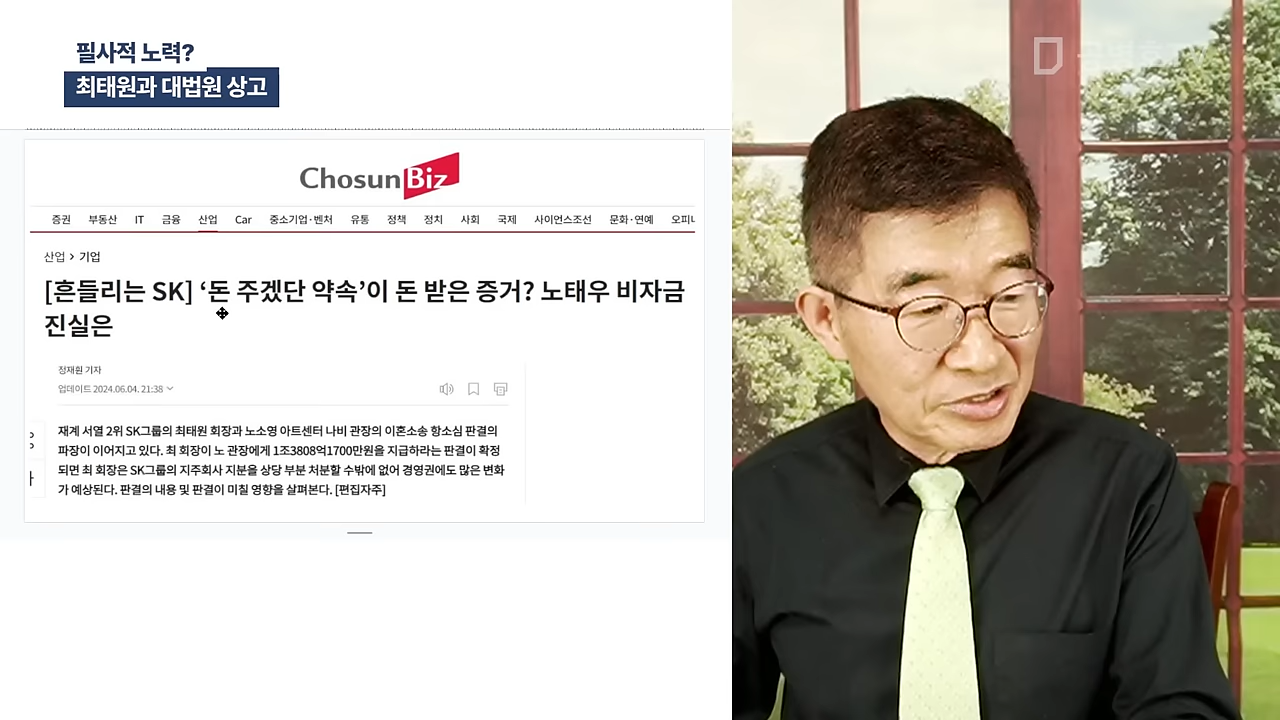 필사적 노력?
최태원과 대법원 상고
ChosunBiz
증권 부동산 IT 금융 산업 Car 중소기업·벤처 유통 정책 정치 사회 국제 사이언스조선 문화·연예 오피니
산업 > 기업
[흔들리는 SK] ‘돈 주겠단 약속’이 돈 받은 증거? 노태우 비자금
진실은
정재원 기자
업데이트 2024.06.04. 21:38
재계 서열 2위 SK그룹의 최태원 회장과 노소영 아트센터 나비 관장의 이혼소송 항소심 판결의
파장이 이어지고 있다. 최 회장이 노 관장에게 1조3808억1700만원을 지급하라는 판결이 확정
되면 최 회장은 SK그룹의 지주회사 지분을 상당 부분 처분할 수밖에 없어 경영권에도 많은 변화
가 예상된다. 판결의 내용 및 판결이 미칠 영향을 살펴본다. [편집자주]